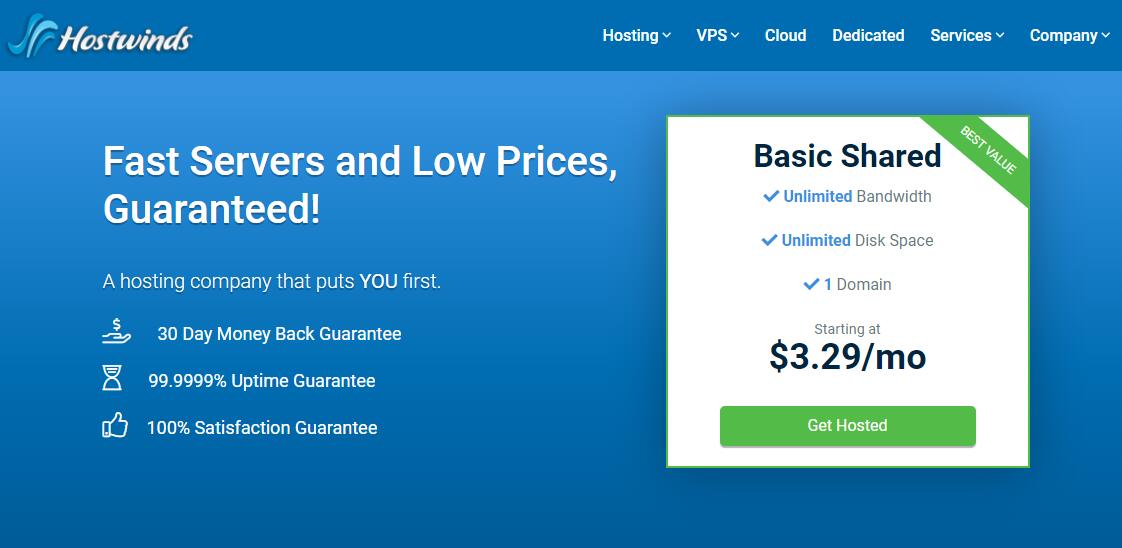 Hostwinds
Hosting VPS Cloud Dedicated Services Company
Fast Servers and Low Prices,
Guaranteed!
A hosting company that puts YOU first.
$
30 Day Money Back Guarantee
99.9999% Uptime Guarantee
100% Satisfaction Guarantee
BEST VALUE
Basic Shared
Unlimited Bandwidth
Unlimited Disk Space
1 Domain
Starting at
$3.29/mo
Get Hosted